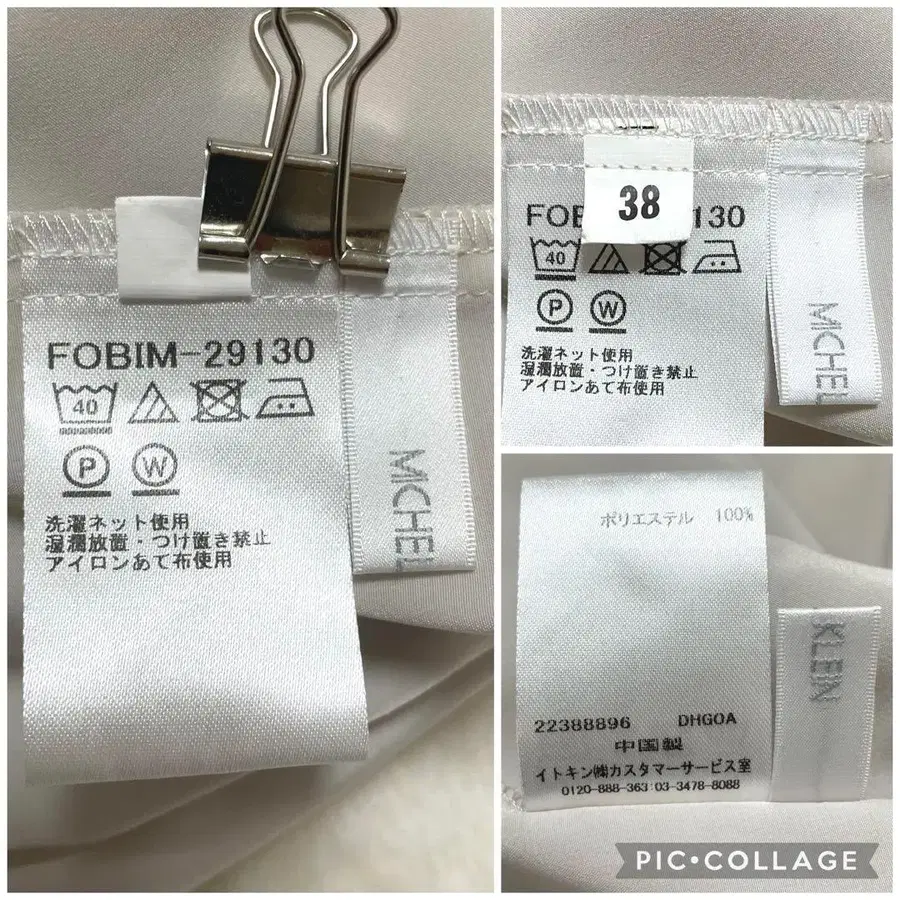 FOBIM-29130
40
P W
洗濯ネット使用
湿潤放置・つけ置き禁止
アイロンあて布使用
MCHEL
38
FOB 130
40
P W
洗濯ネット使用
湿潤放置・つけ置き禁止
アイロンあて布使用
MCHEL
ポリエステル 100%
KLEIN
22388896 DHGOA
中国製
イトキン㈱カスタマーサービス室
0120-888-363 03-3478-8088
PIC•COLLAGE